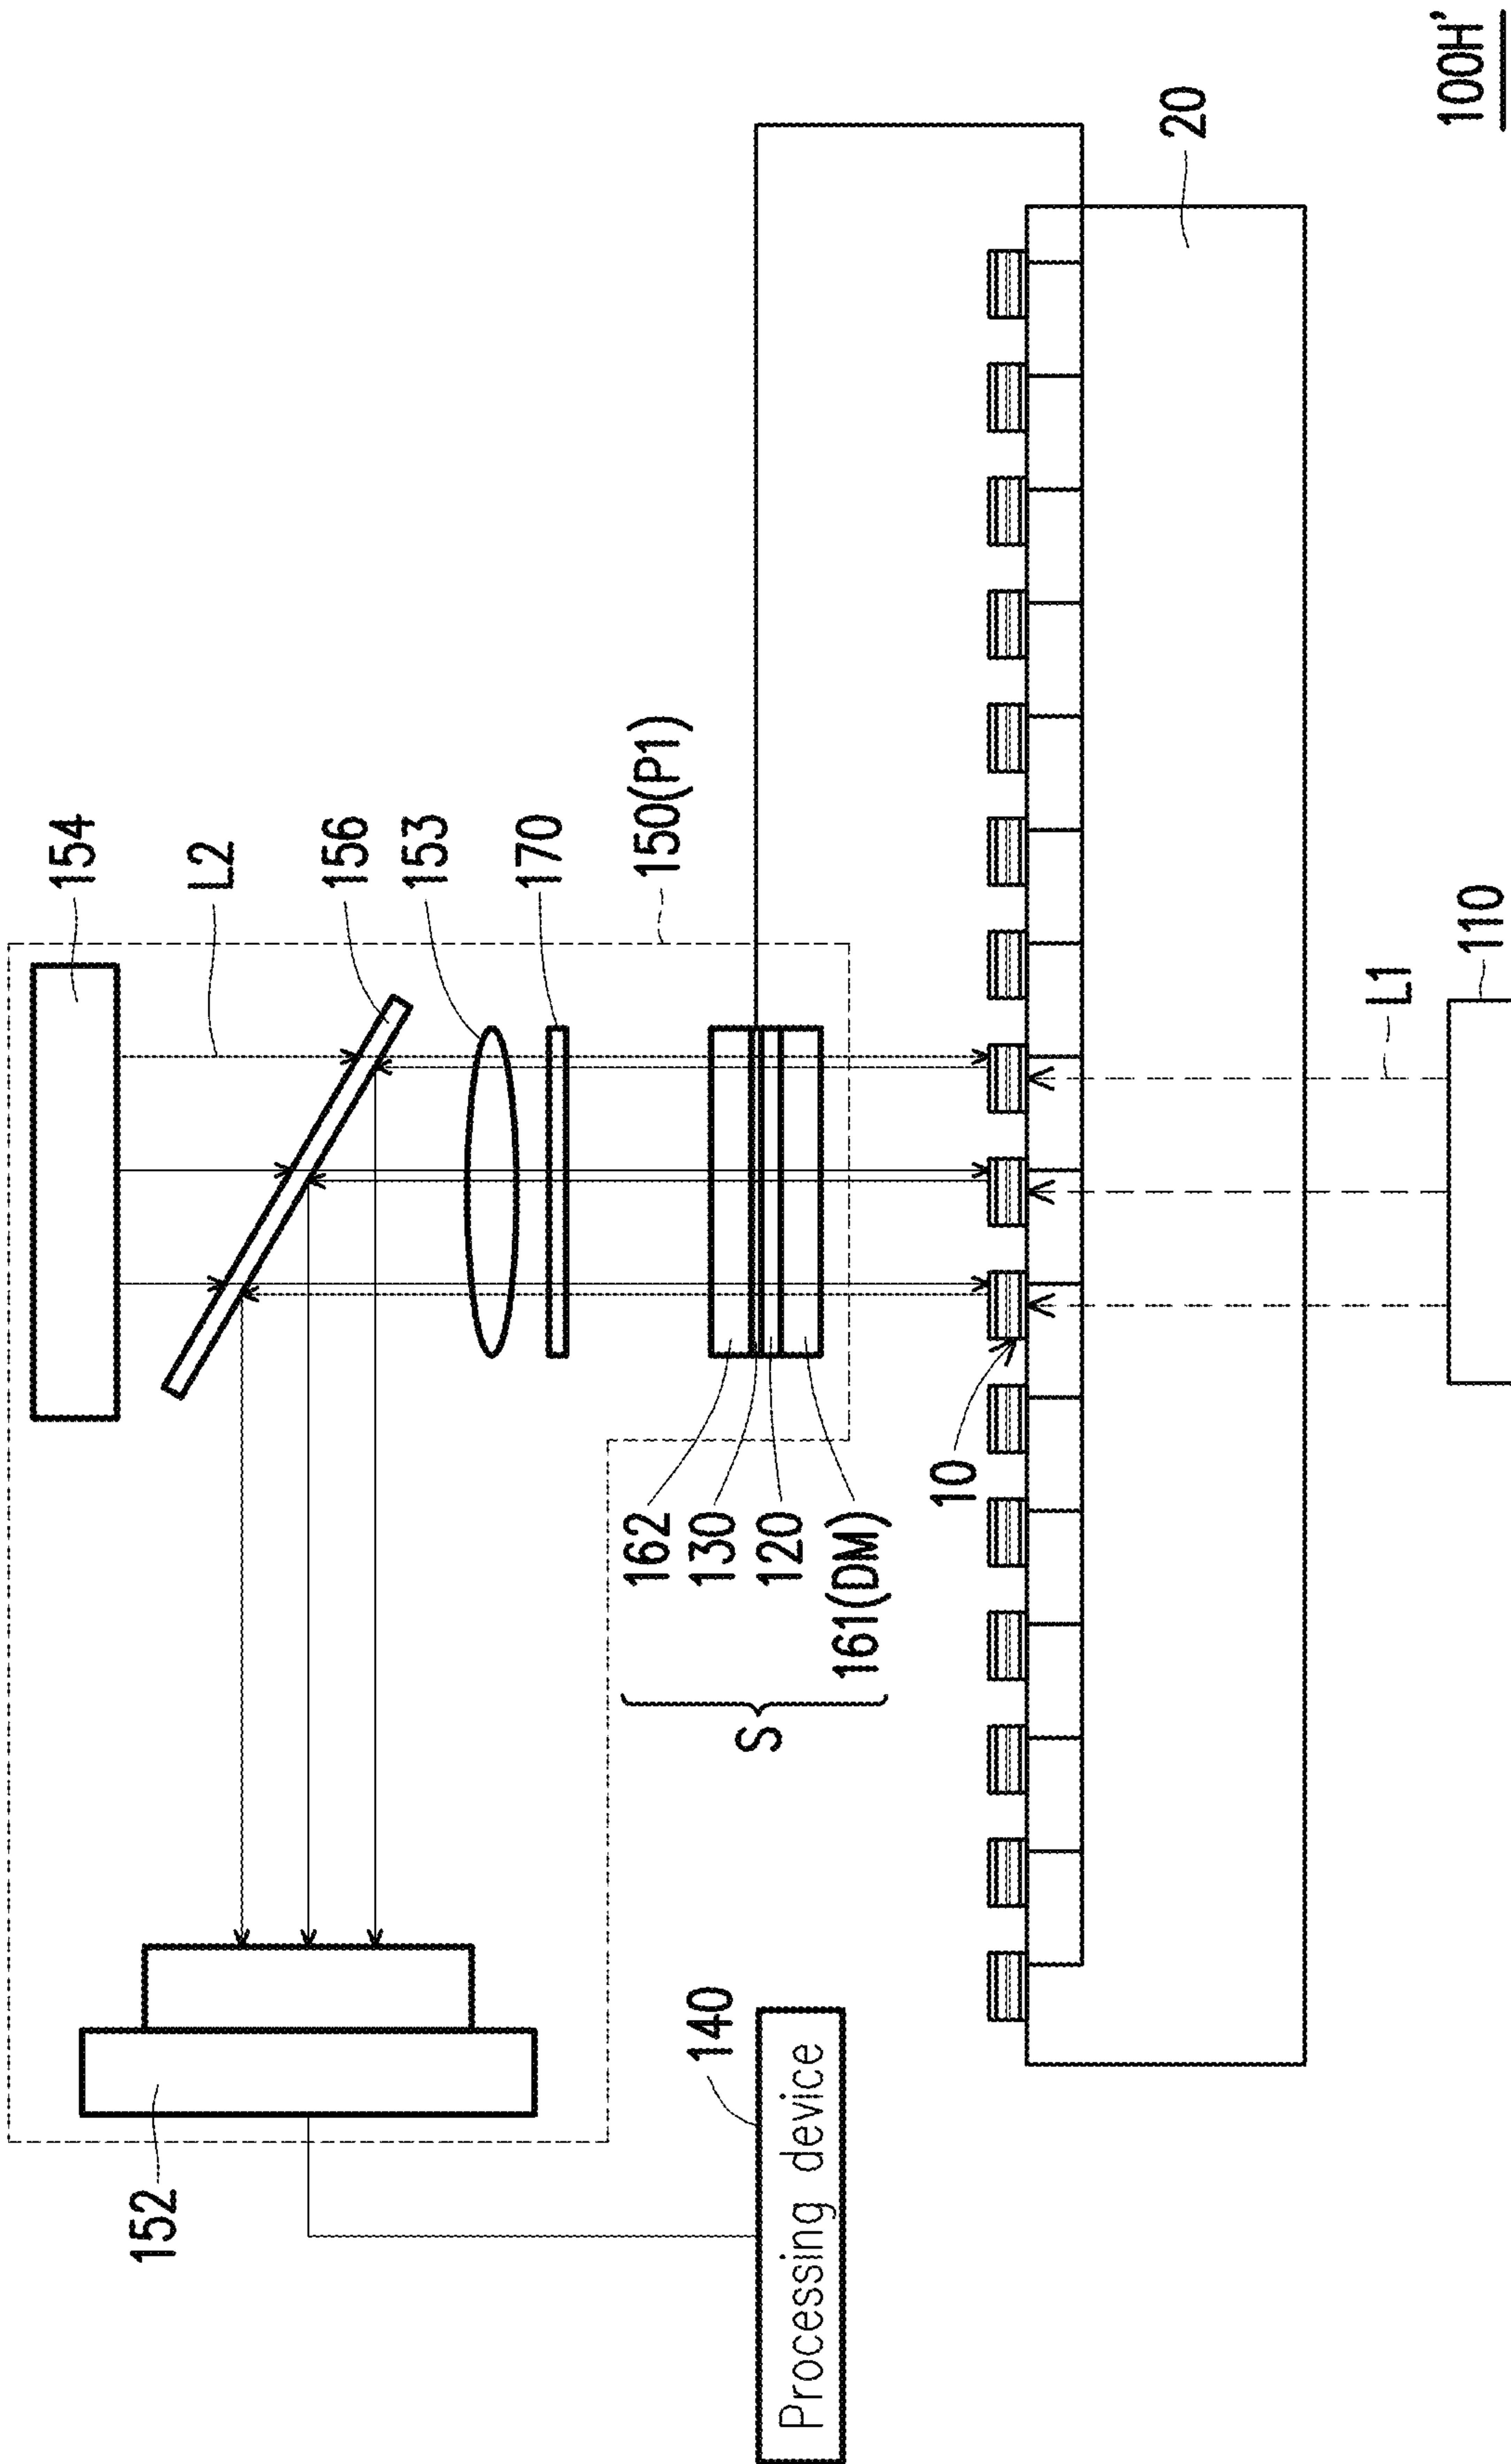 154
L2
156
153
170
150(P1)
152
140
Processing device
162
130
120
161(DM)
S
10
20
L1
110
100H'